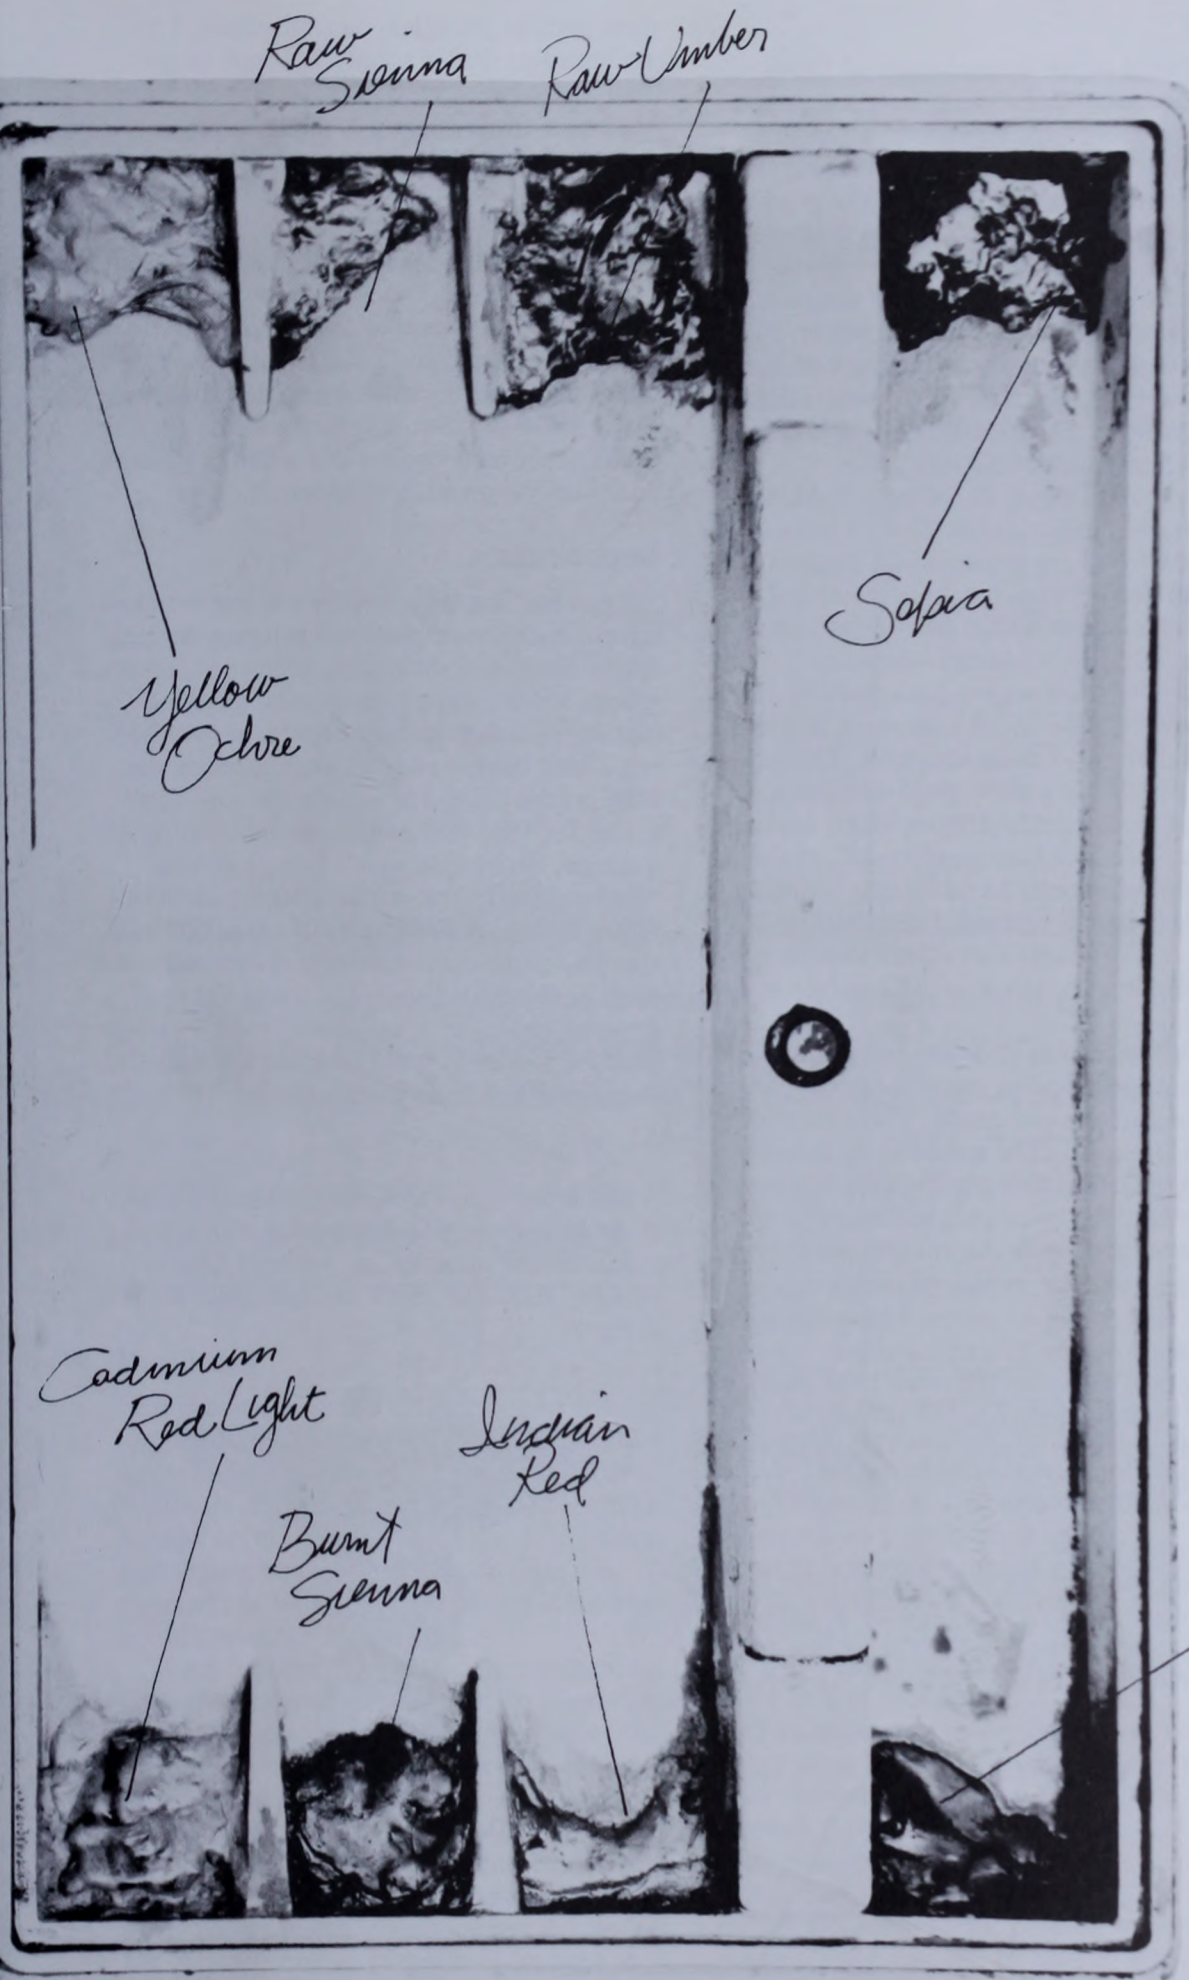 Raw
Sienna
Raw Umber
Sepia
Yellow
Ochre
Cadmium
Red Light
Indian
Red
Burnt
Sienna